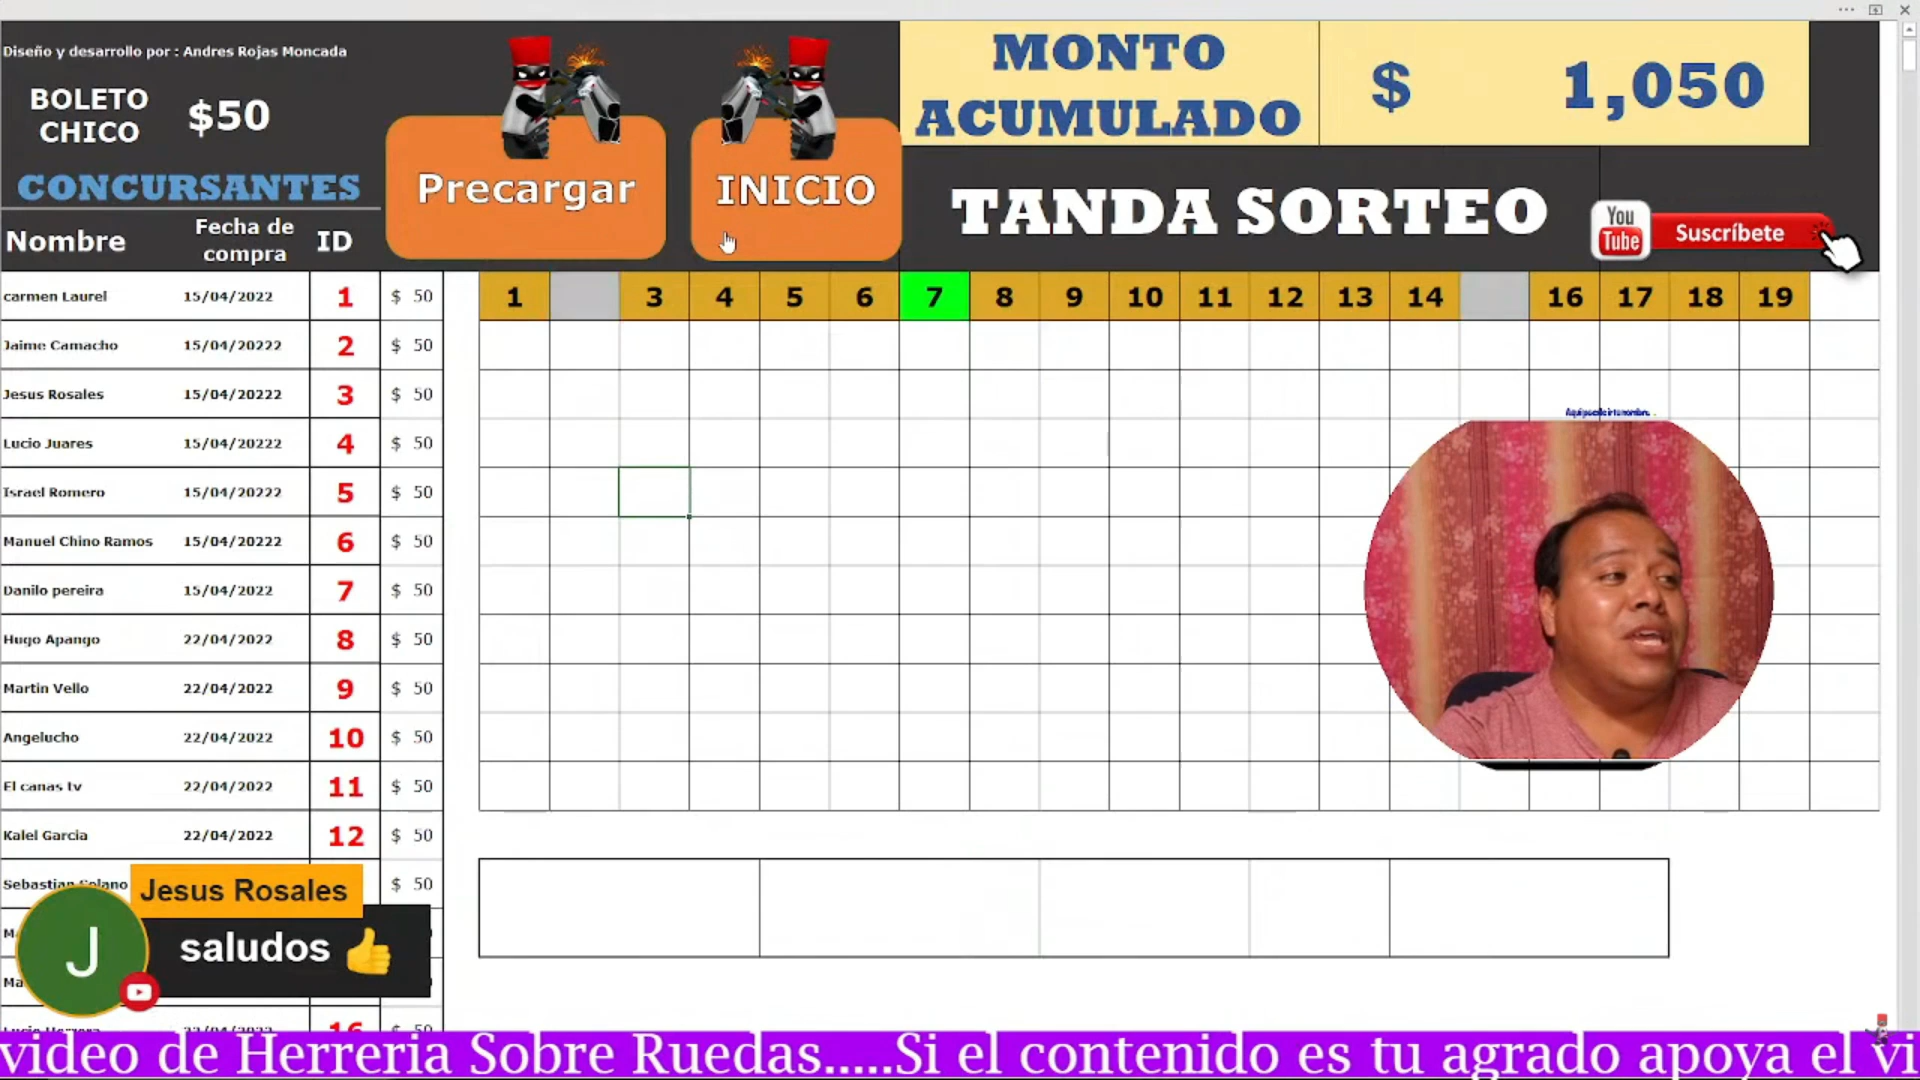 Diseño y desarrollo por : Andres Rojas Moncada
BOLETO CHICO $50
Precargar
INICIO
MONTO ACUMULADO
$ 1,050
TANDA SORTEO
You Tube Suscríbete
CONCURSANTES
Nombre Fecha de compra ID
1 3 4 5 6 7 8 9 10 11 12 13 14 16 17 18 19
carmen Laurel 15/04/2022 1 $ 50
Jaime Camacho 15/04/20222 2 $ 50
Jesus Rosales 15/04/20222 3 $ 50
Lucio Juares 15/04/20222 4 $ 50
Israel Romero 15/04/20222 5 $ 50
Manuel Chino Ramos 15/04/20222 6 $ 50
Danilo pereira 15/04/2022 7 $ 50
Hugo Apango 22/04/2022 8 $ 50
Martin Vello 22/04/2022 9 $ 50
Angelucho 22/04/2022 10 $ 50
El canas tv 22/04/2022 11 $ 50
Kalel Garcia 22/04/2022 12 $ 50
Sebastian Solano $ 50
Jesus Rosales
J
saludos 👍
video de Herreria Sobre Ruedas.....Si el contenido es tu agrado apoya el vi